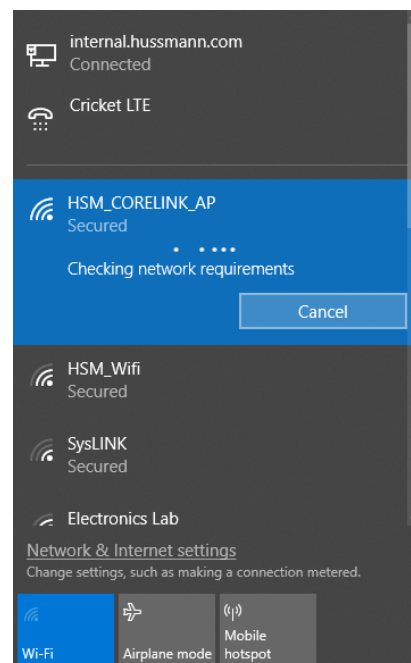 internal.hussmann.com
Connected
Cricket LTE
HSM_CORELINK_AP
Secured
Checking network requirements
Cancel
HSM_Wifi
Secured
SysLINK
Secured
Electronics Lab
Network & Internet settings
Change settings, such as making a connection metered.
Wi-Fi
Airplane mode
Mobile
hotspot